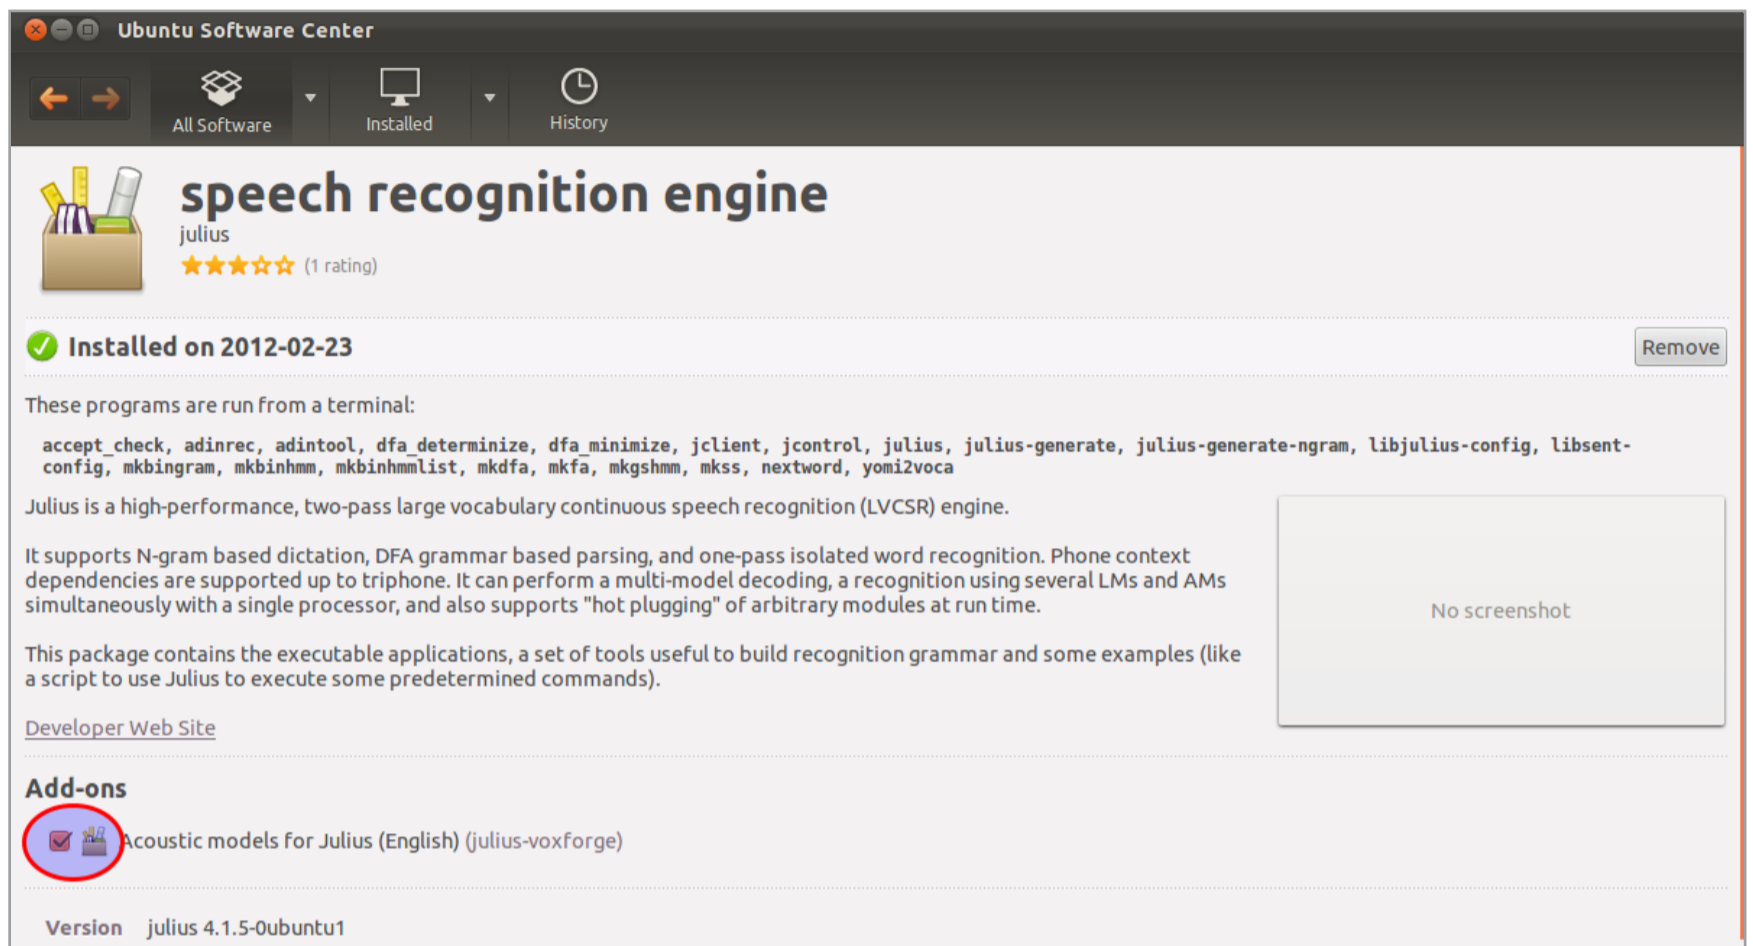 Ubuntu Software Center
All Software
Installed
History
speech recognition engine
julius
(1 rating)
Installed on 2012-02-23
Remove
These programs are run from a terminal:
accept_check, adinrec, adintool, dfa_determinize, dfa_minimize, jclient, jcontrol, julius, julius-generate, julius-generate-ngram, libjulius-config, libsent-
config, mkbingram, mkbinhmm, mkbinhmmlist, mkdfa, mkfa, mkgshmm, mkss, nextword, yomi2voca
Julius is a high-performance, two-pass large vocabulary continuous speech recognition (LVCSR) engine.
It supports N-gram based dictation, DFA grammar based parsing, and one-pass isolated word recognition. Phone context
dependencies are supported up to triphone. It can perform a multi-model decoding, a recognition using several LMs and AMs
simultaneously with a single processor, and also supports "hot plugging" of arbitrary modules at run time.
No screenshot
This package contains the executable applications, a set of tools useful to build recognition grammar and some examples (like
a script to use Julius to execute some predetermined commands).
Developer Web Site
Add-ons
Acoustic models for Julius (English) (julius-voxforge)
Version julius 4.1.5-0ubuntu1